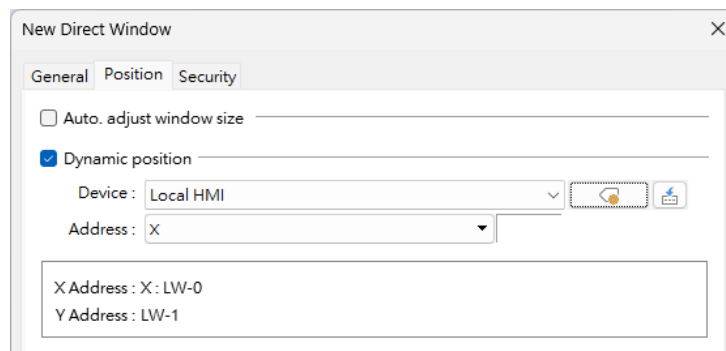 New Direct Window
General Position Security
Auto. adjust window size
Dynamic position
Device : Local HMI
Address : X
X Address : X : LW-0
Y Address : LW-1